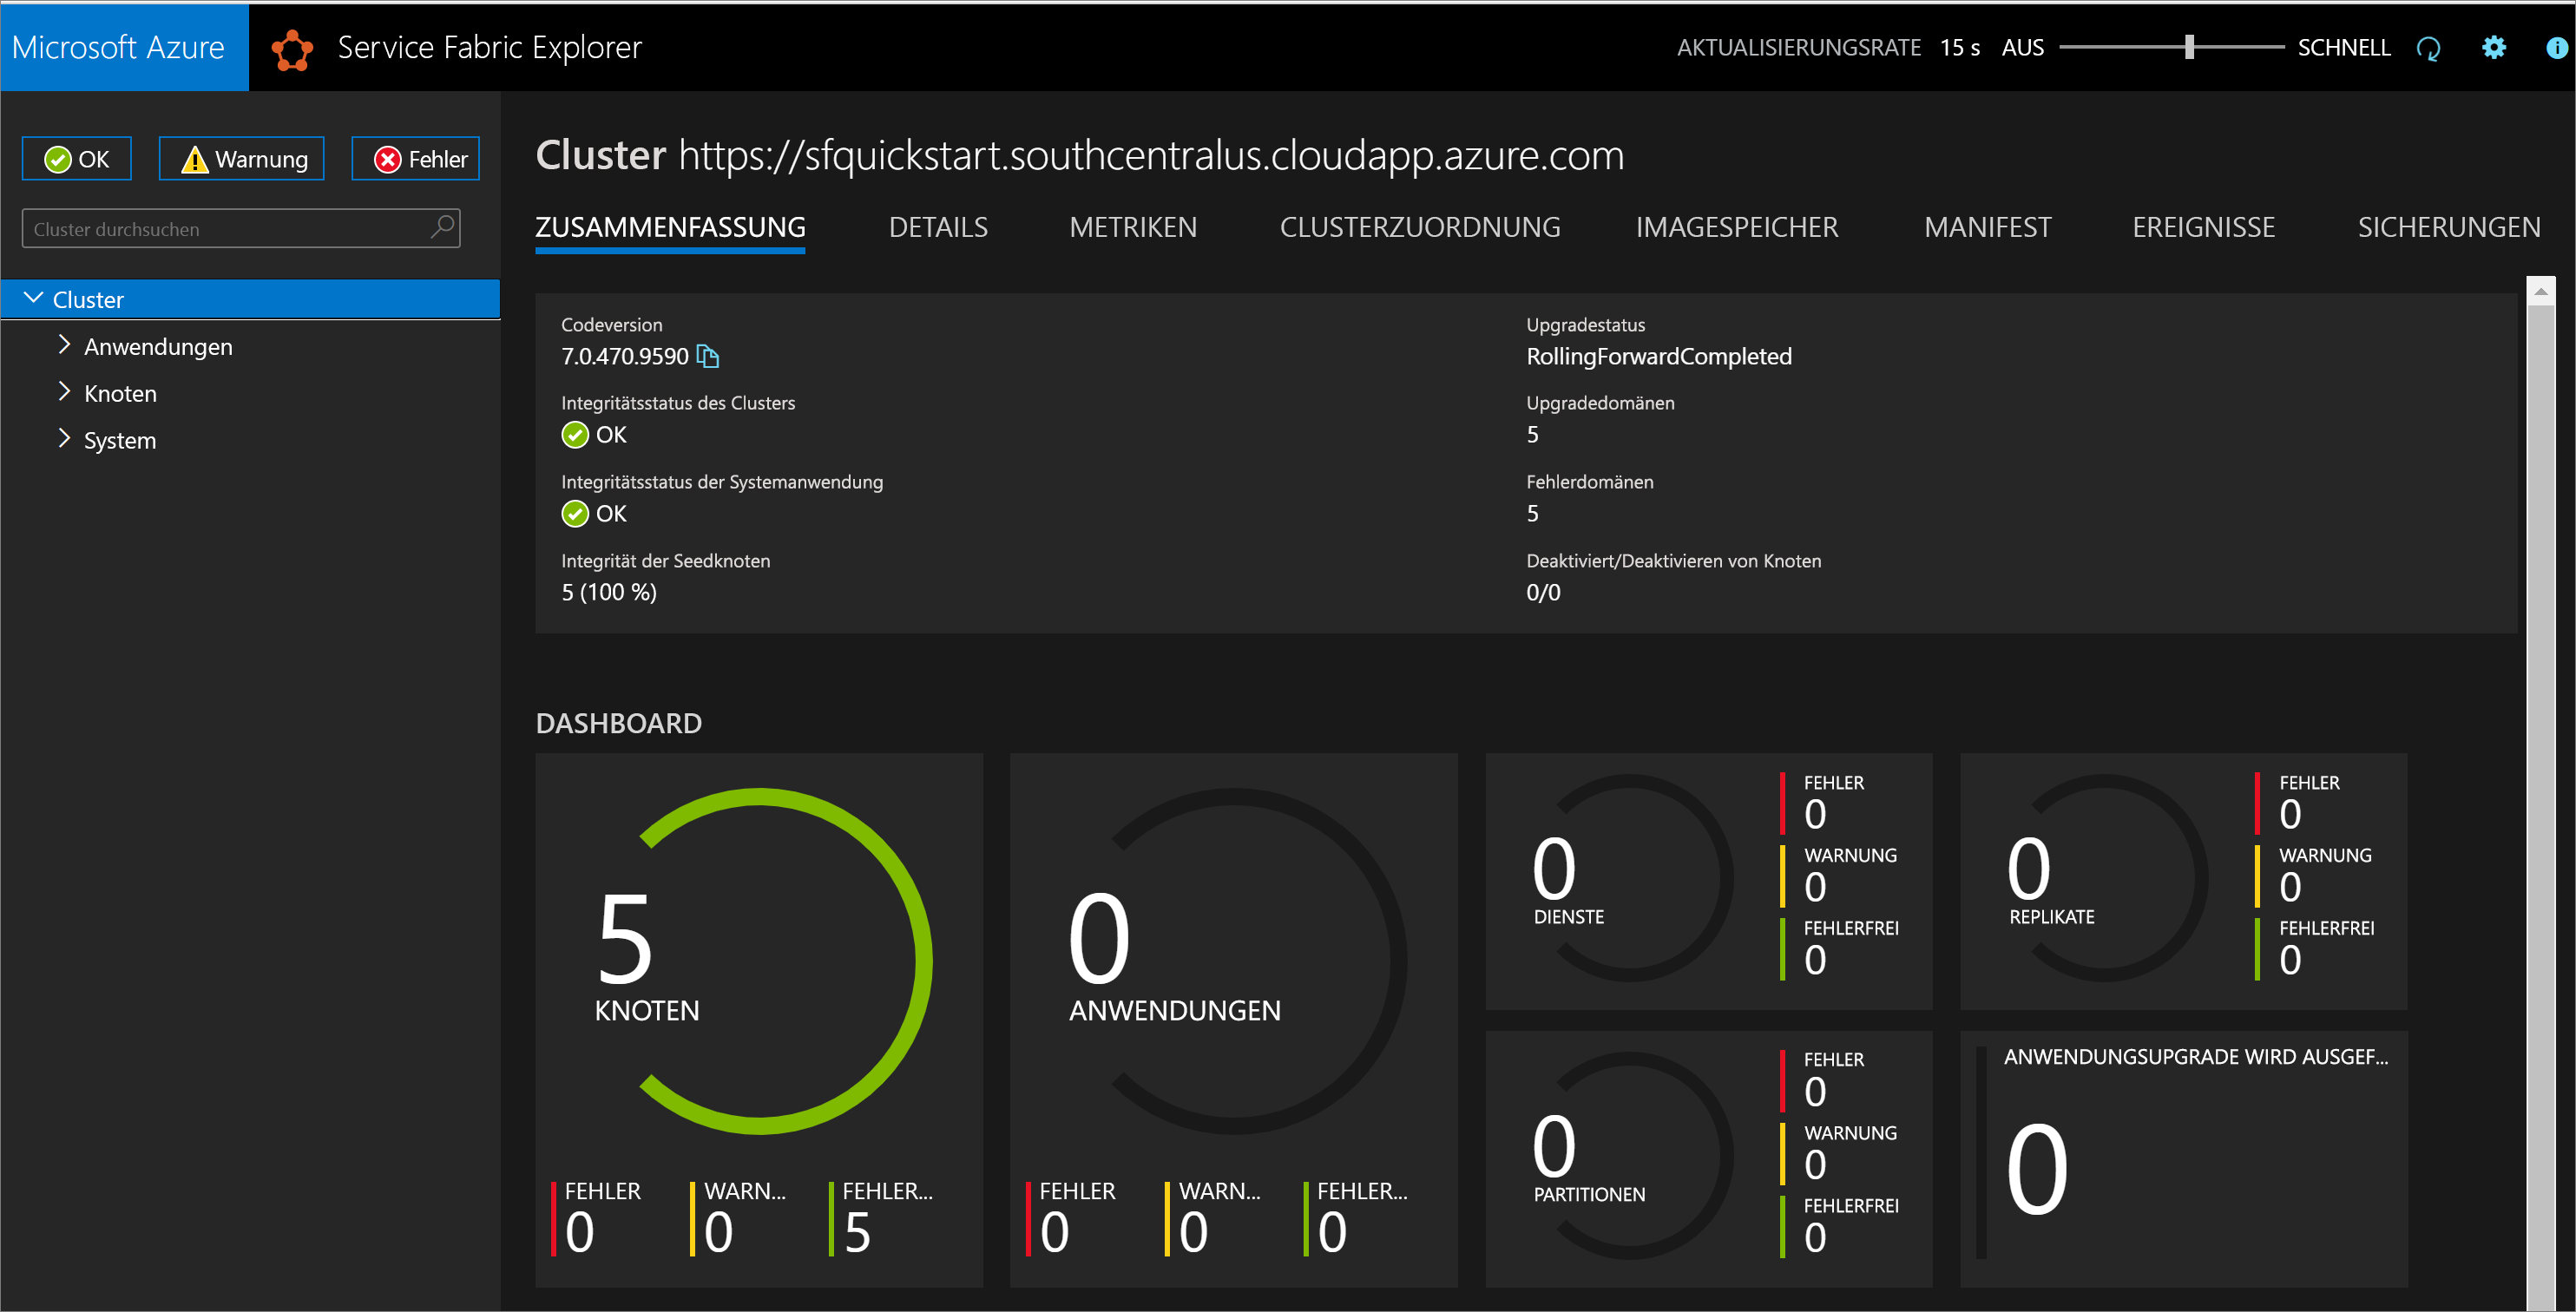 Microsoft Azure
Service Fabric Explorer
AKTUALISIERUNGSRATE 15 s AUS SCHNELL
OK Warnung Fehler
Cluster durchsuchen
Cluster
Anwendungen
Knoten
System
Cluster https://sfquickstart.southcentralus.cloudapp.azure.com
ZUSAMMENFASSUNG DETAILS METRIKEN CLUSTERZUORDNUNG IMAGESPEICHER MANIFEST EREIGNISSE SICHERUNGEN
Codeversion
7.0.470.9590
Integritätsstatus des Clusters
OK
Integritätsstatus der Systemanwendung
OK
Integrität der Seedknoten
5 (100 %)
Upgradestatus
RollingForwardCompleted
Upgradedomänen
5
Fehlerdomänen
5
Deaktiviert/Deaktivieren von Knoten
0/0
DASHBOARD
5
KNOTEN
FEHLER
0
WARN...
0
FEHLER...
5
0
ANWENDUNGEN
FEHLER
0
WARN...
0
FEHLER...
0
0
DIENSTE
FEHLER
0
WARNUNG
0
FEHLERFREI
0
0
REPLIKATE
FEHLER
0
WARNUNG
0
FEHLERFREI
0
0
PARTITIONEN
FEHLER
0
WARNUNG
0
FEHLERFREI
0
ANWENDUNGSUPGRADE WIRD AUSGEF...
0